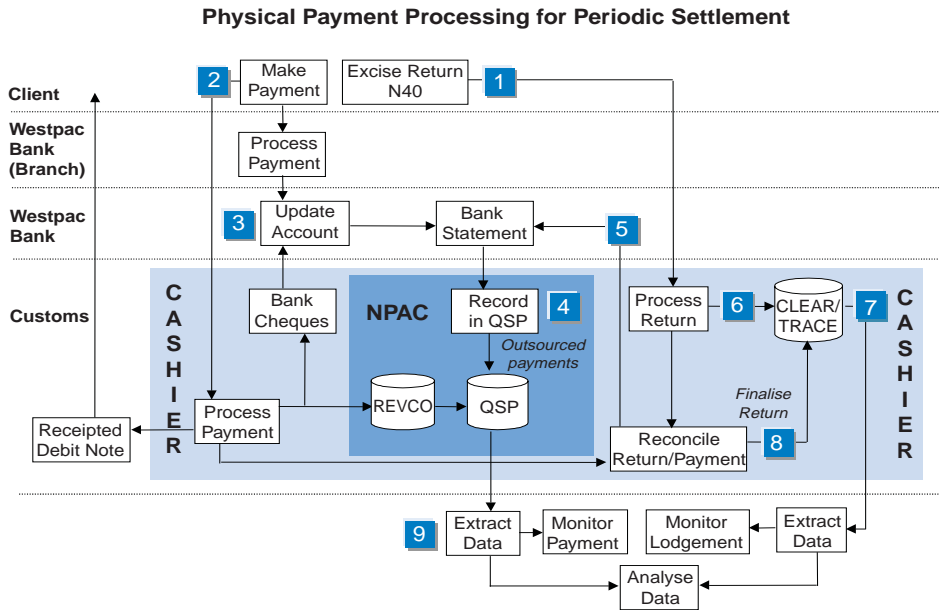 Physical Payment Processing for Periodic Settlement
2
Make
Payment
Excise Return
N40
1
Client
Westpac
Bank
(Branch)
Process
Payment
Westpac
Bank
3
Update
Account
Bank
Statement
5
Customs
CASHIER
Bank
Cheques
NPAC
Record
in QSP
4
Outsourced
payments
Process
Return
6
CLEAR/
TRACE
7
CASHIER
REVCO
QSP
Finalise
Return
Receipted
Debit Note
Process
Payment
Reconcile
Return/Payment
8
9
Extract
Data
Monitor
Payment
Monitor
Lodgement
Extract
Data
Analyse
Data